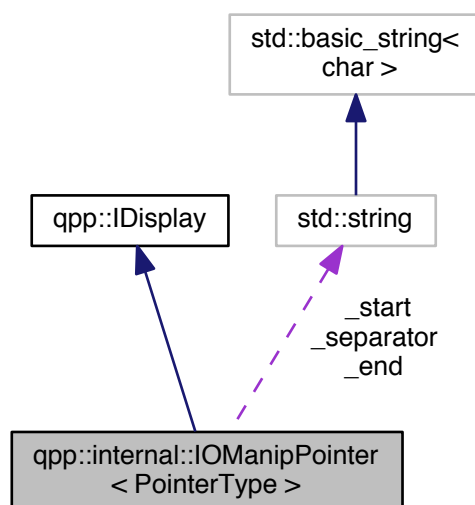 std::basic_string<
char >
qpp::IDisplay
std::string
_start
_separator
_end
qpp::internal::IOManipPointer
< PointerType >